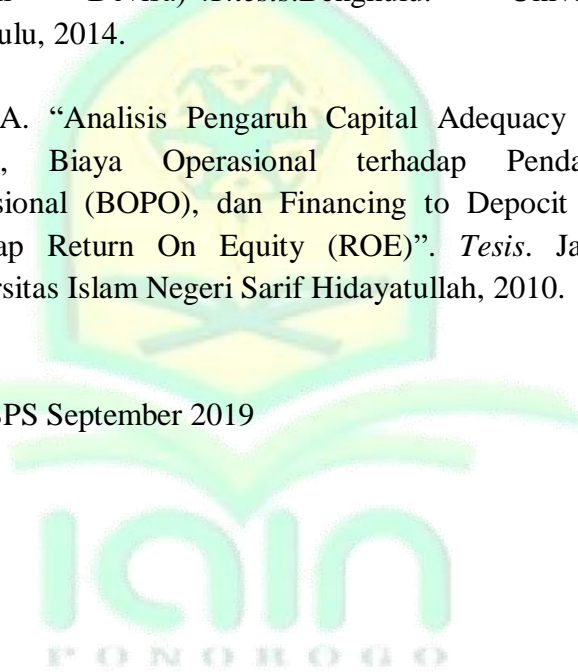 ulu, 2014.
A. “Analisis Pengaruh Capital Adequacy
, Biaya Operasional terhadap Penda
sional (BOPO), dan Financing to Depocit
ap Return On Equity (ROE)”. Tesis. Ja
rsitas Islam Negeri Sarif Hidayatullah, 2010.
BPS September 2019
iain
PONOROGO